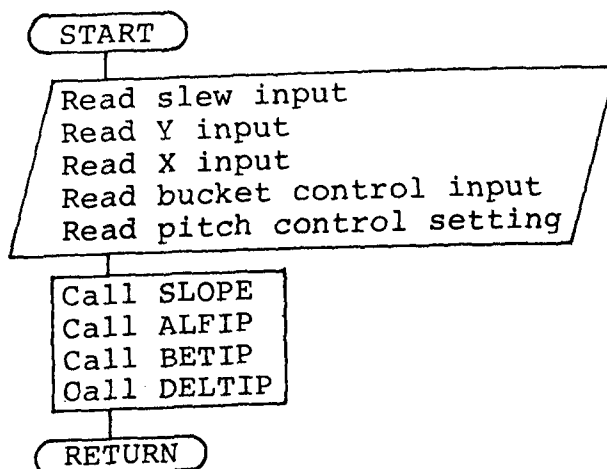 START
Read slew input
Read Y input
Read X input
Read bucket control input
Read pitch control setting
Call SLOPE
Call ALFIP
Call BETIP
Call DELTIP
RETURN